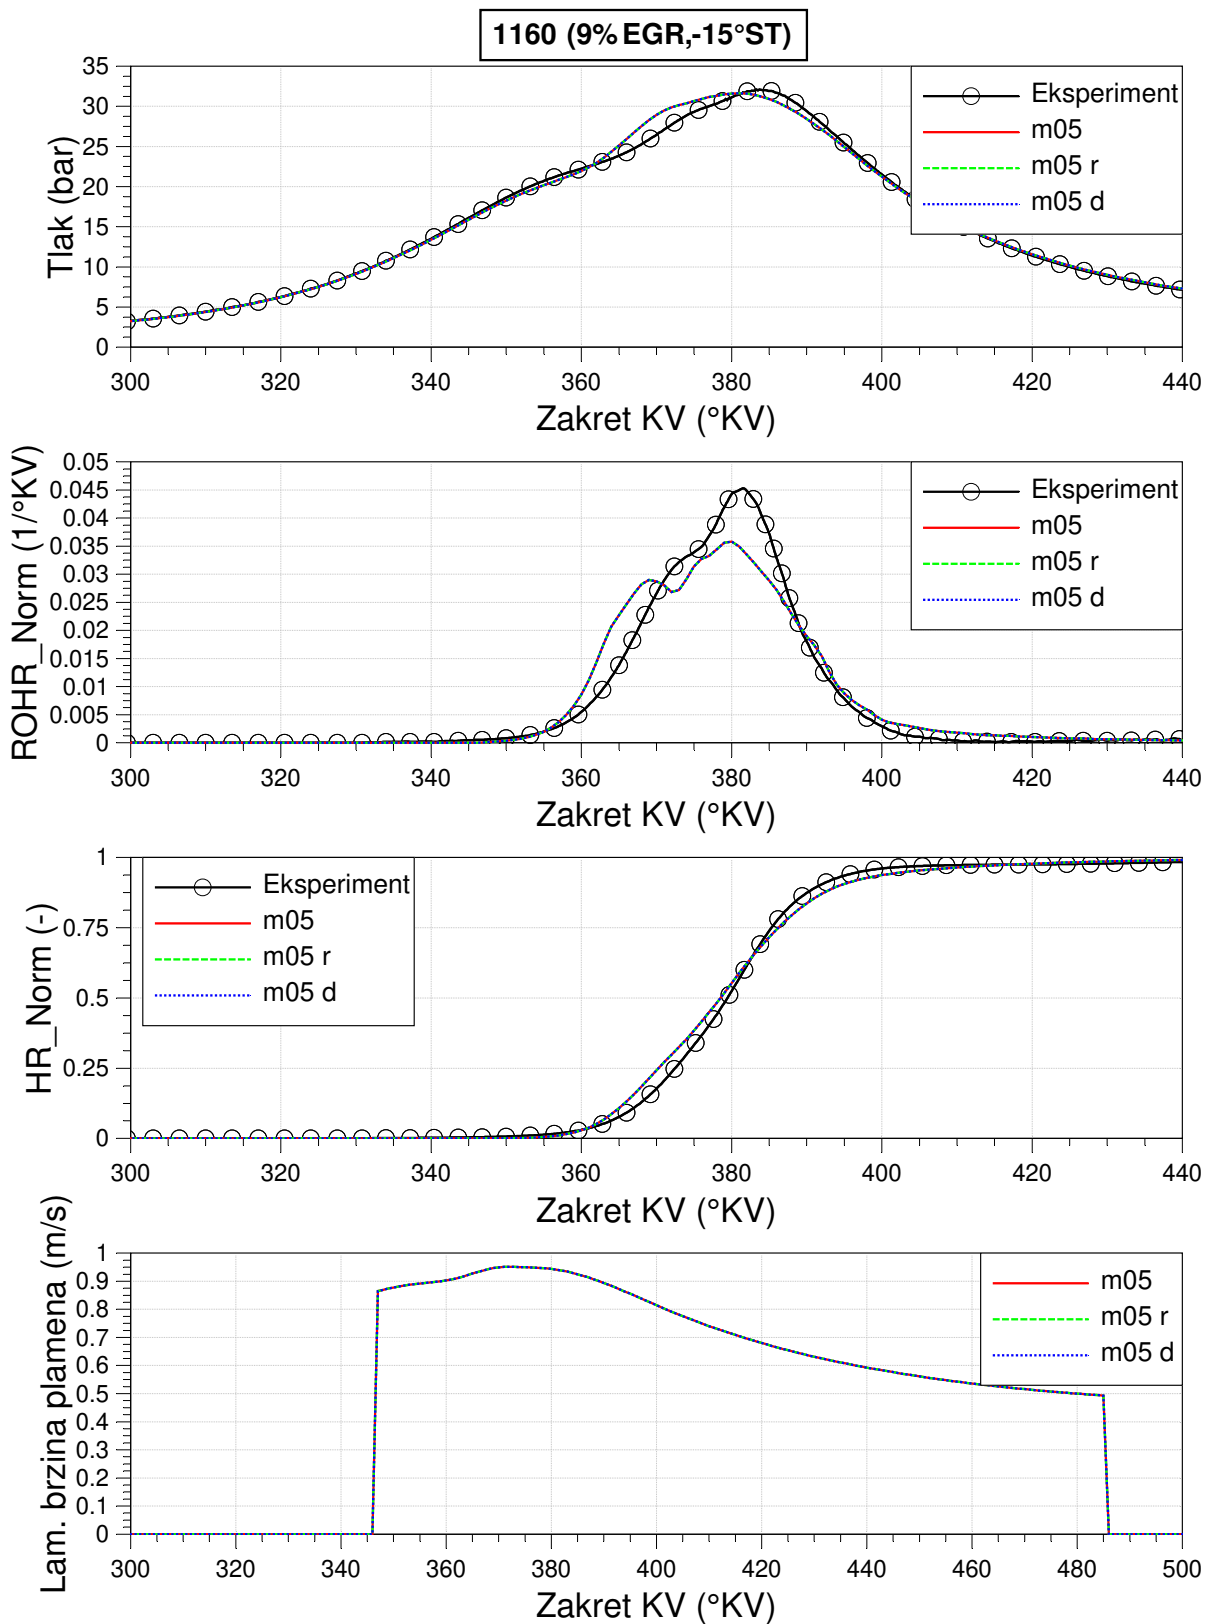 1160 (9% EGR,-15°ST)
Tlak (bar)
35
30
25
20
15
10
5
0
Eksperiment
m05
m05 r
m05 d
300 320 340 360 380 400 420 440
Zakret KV (°KV)
ROHR_Norm (1/°KV)
0.05
0.045
0.04
0.035
0.03
0.025
0.02
0.015
0.01
0.005
0
Eksperiment
m05
m05 r
m05 d
300 320 340 360 380 400 420 440
Zakret KV (°KV)
HR_Norm (-)
1
0.75
0.5
0.25
0
Eksperiment
m05
m05 r
m05 d
300 320 340 360 380 400 420 440
Zakret KV (°KV)
Lam. brzina plamena (m/s)
1
0.9
0.8
0.7
0.6
0.5
0.4
0.3
0.2
0.1
0
m05
m05 r
m05 d
300 320 340 360 380 400 420 440 460 480 500
Zakret KV (°KV)